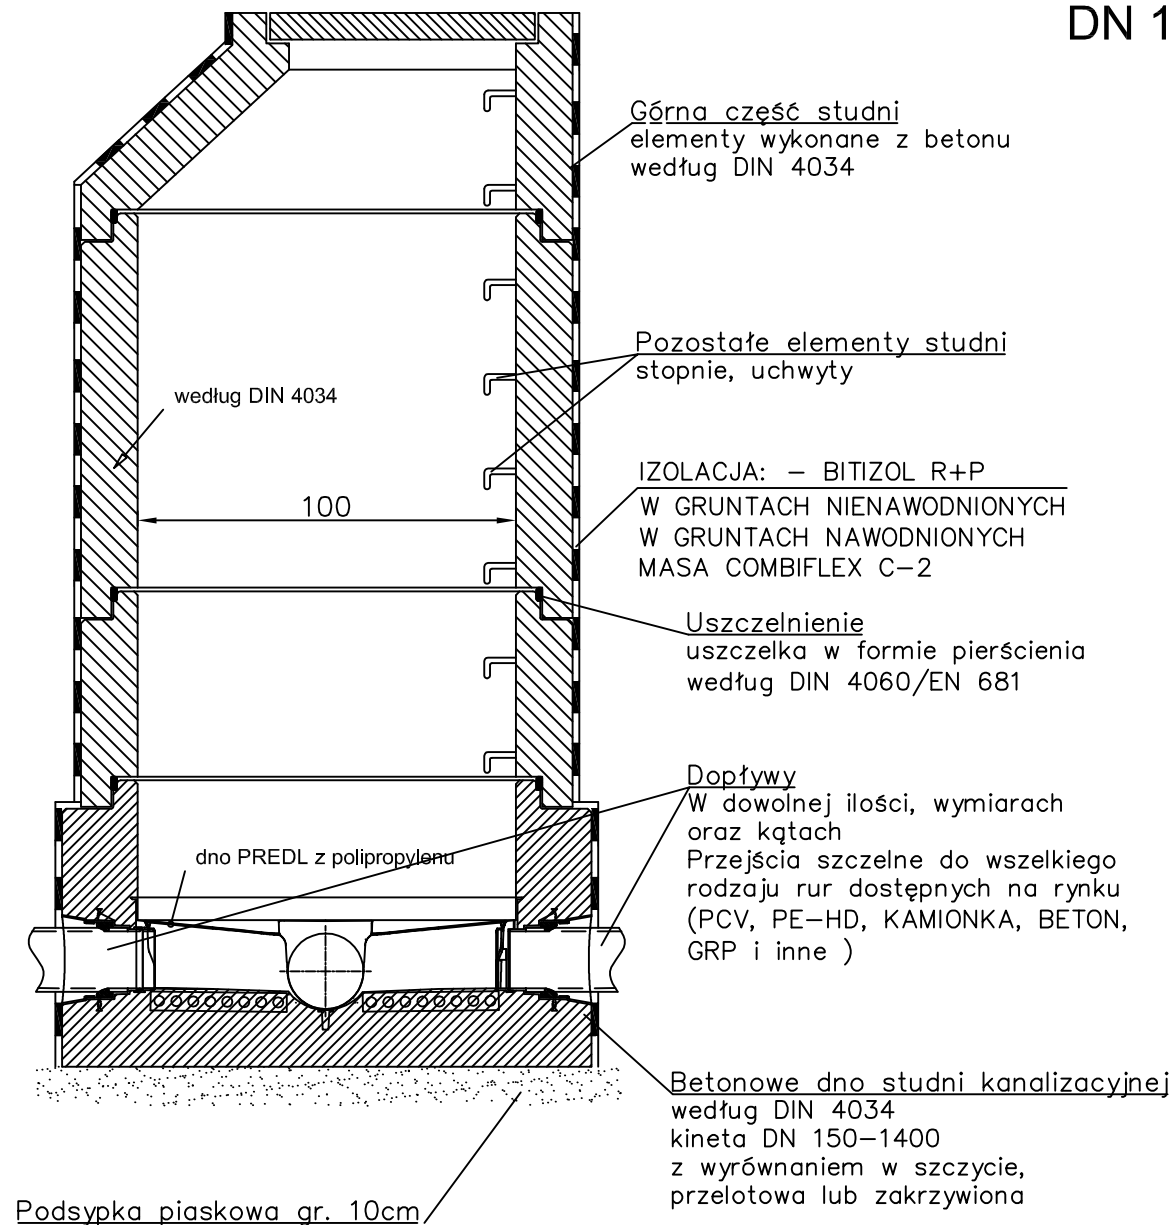 DN 1
Górna część studni
elementy wykonane z betonu
według DIN 4034
Pozostałe elementy studni
stopnie, uchwyty
według DIN 4034
IZOLACJA: – BITIZOL R+P
W GRUNTACH NIENAWODNIONYCH
W GRUNTACH NAWODNIONYCH
MASA COMBIFLEX C–2
100
Uszczelnienie
uszczelka w formie pierścienia
według DIN 4060/EN 681
Dopływy
W dowolnej ilości, wymiarach
oraz kątach
Przejścia szczelne do wszelkiego
rodzaju rur dostępnych na rynku
(PCV, PE–HD, KAMIONKA, BETON,
GRP i inne )
dno PREDL z polipropylenu
Betonowe dno studni kanalizacyjnej
według DIN 4034
kineta DN 150–1400
z wyrównaniem w szczycie,
przelotowa lub zakrzywiona
Podsypka piaskowa gr. 10cm